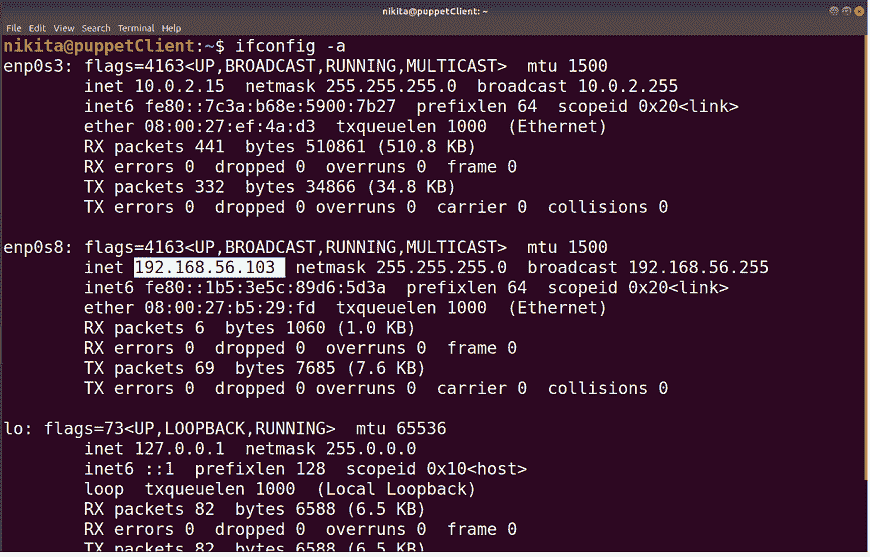 nikita@puppetClient: ~
File Edit View Search Terminal Help
nikita@puppetClient:~$ ifconfig -a
enp0s3: flags=4163<UP,BROADCAST,RUNNING,MULTICAST>  mtu 1500
        inet 10.0.2.15  netmask 255.255.255.0  broadcast 10.0.2.255
        inet6 fe80::7c3a:b68e:5900:7b27  prefixlen 64  scopeid 0x20<link>
        ether 08:00:27:ef:4a:d3  txqueuelen 1000  (Ethernet)
        RX packets 441  bytes 510861 (510.8 KB)
        RX errors 0  dropped 0  overruns 0  frame 0
        TX packets 332  bytes 34866 (34.8 KB)
        TX errors 0  dropped 0 overruns 0  carrier 0  collisions 0
enp0s8: flags=4163<UP,BROADCAST,RUNNING,MULTICAST>  mtu 1500
        inet 192.168.56.103  netmask 255.255.255.0  broadcast 192.168.56.255
        inet6 fe80::1b5:3e5c:89d6:5d3a  prefixlen 64  scopeid 0x20<link>
        ether 08:00:27:b5:29:fd  txqueuelen 1000  (Ethernet)
        RX packets 6  bytes 1060 (1.0 KB)
        RX errors 0  dropped 0  overruns 0  frame 0
        TX packets 69  bytes 7685 (7.6 KB)
        TX errors 0  dropped 0 overruns 0  carrier 0  collisions 0
lo: flags=73<UP,LOOPBACK,RUNNING>  mtu 65536
        inet 127.0.0.1  netmask 255.0.0.0
        inet6 ::1  prefixlen 128  scopeid 0x10<host>
        loop  txqueuelen 1000  (Local Loopback)
        RX packets 82  bytes 6588 (6.5 KB)
        RX errors 0  dropped 0  overruns 0  frame 0
        TX packets 82  bytes 6588 (6.5 KB)